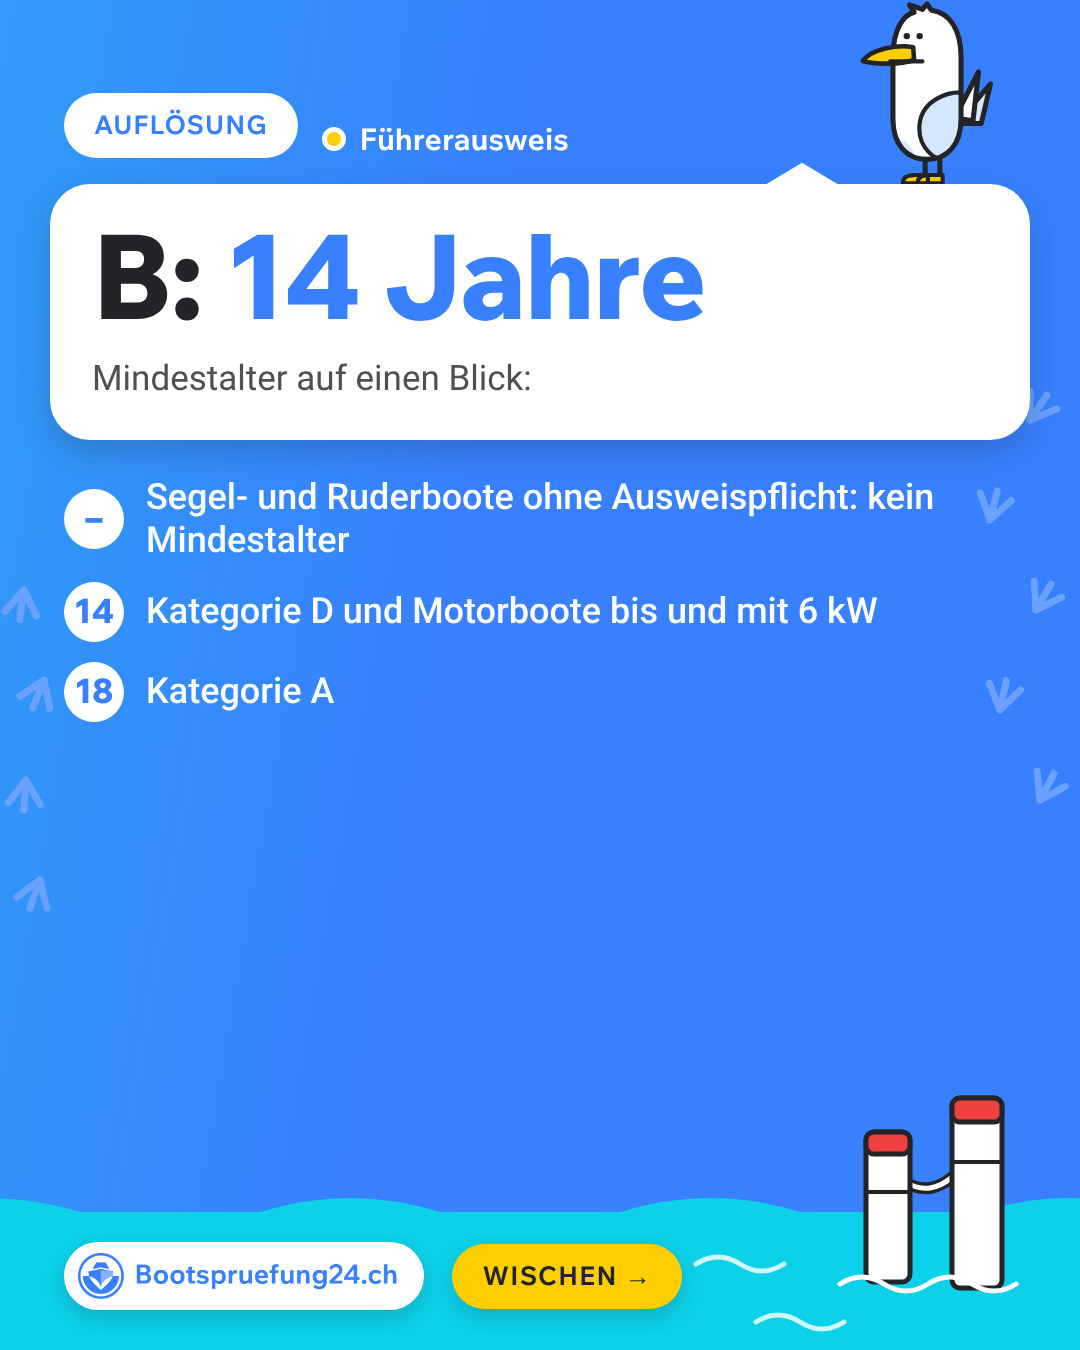 AUFLÖSUNG
Führerausweis
B: 14 Jahre
Mindestalter auf einen Blick:
– Segel- und Ruderboote ohne Ausweispflicht: kein
Mindestalter
14 Kategorie D und Motorboote bis und mit 6 kW
18 Kategorie A
Bootspruefung24.ch
WISCHEN →